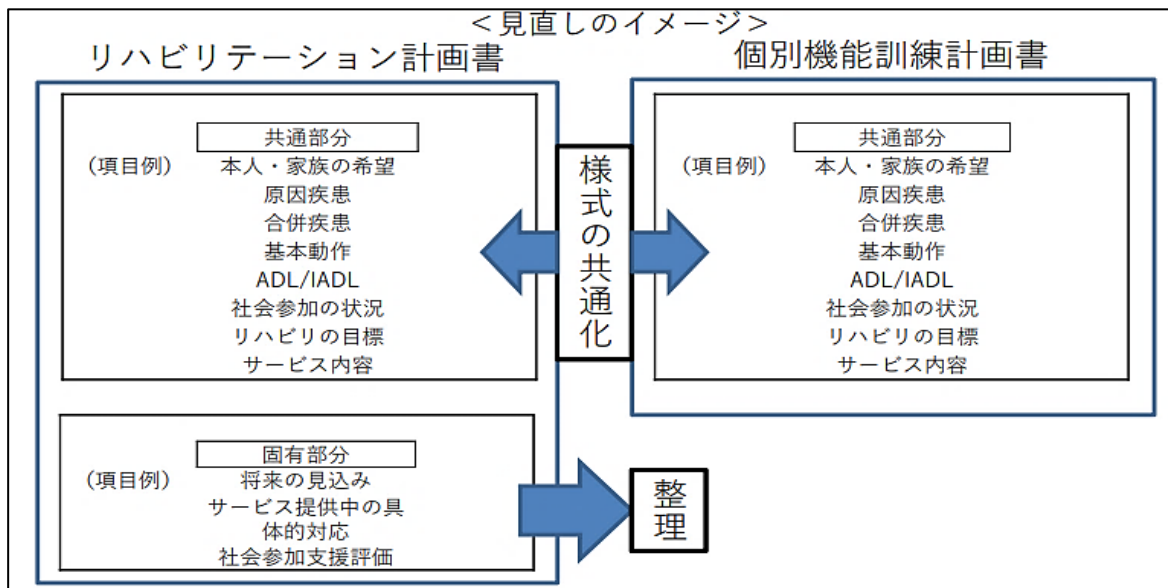 ＜見直しのイメージ＞
リハビリテーション計画書
共通部分
（項目例）
本人・家族の希望
原因疾患
合併疾患
基本動作
ADL/IADL
社会参加の状況
リハビリの目標
サービス内容
固有部分
（項目例）
将来の見込み
サービス提供中の具
体的対応
社会参加支援評価
様式の共通化
整理
個別機能訓練計画書
共通部分
（項目例）
本人・家族の希望
原因疾患
合併疾患
基本動作
ADL/IADL
社会参加の状況
リハビリの目標
サービス内容